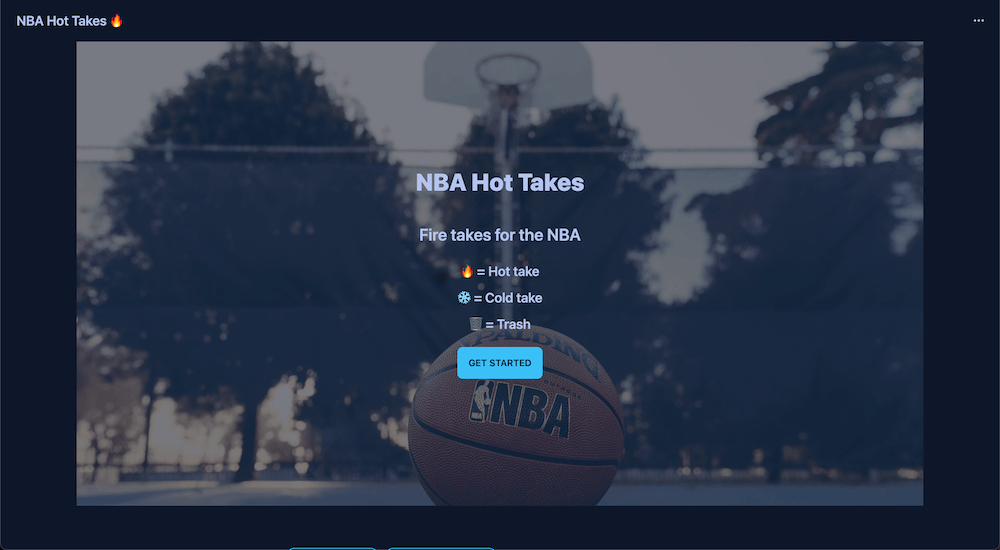 NBA Hot Takes 🔥
NBA Hot Takes
Fire takes for the NBA
🔥 = Hot take
❄️ = Cold take
🗑️ = Trash
GET STARTED
SPALDING
NBA